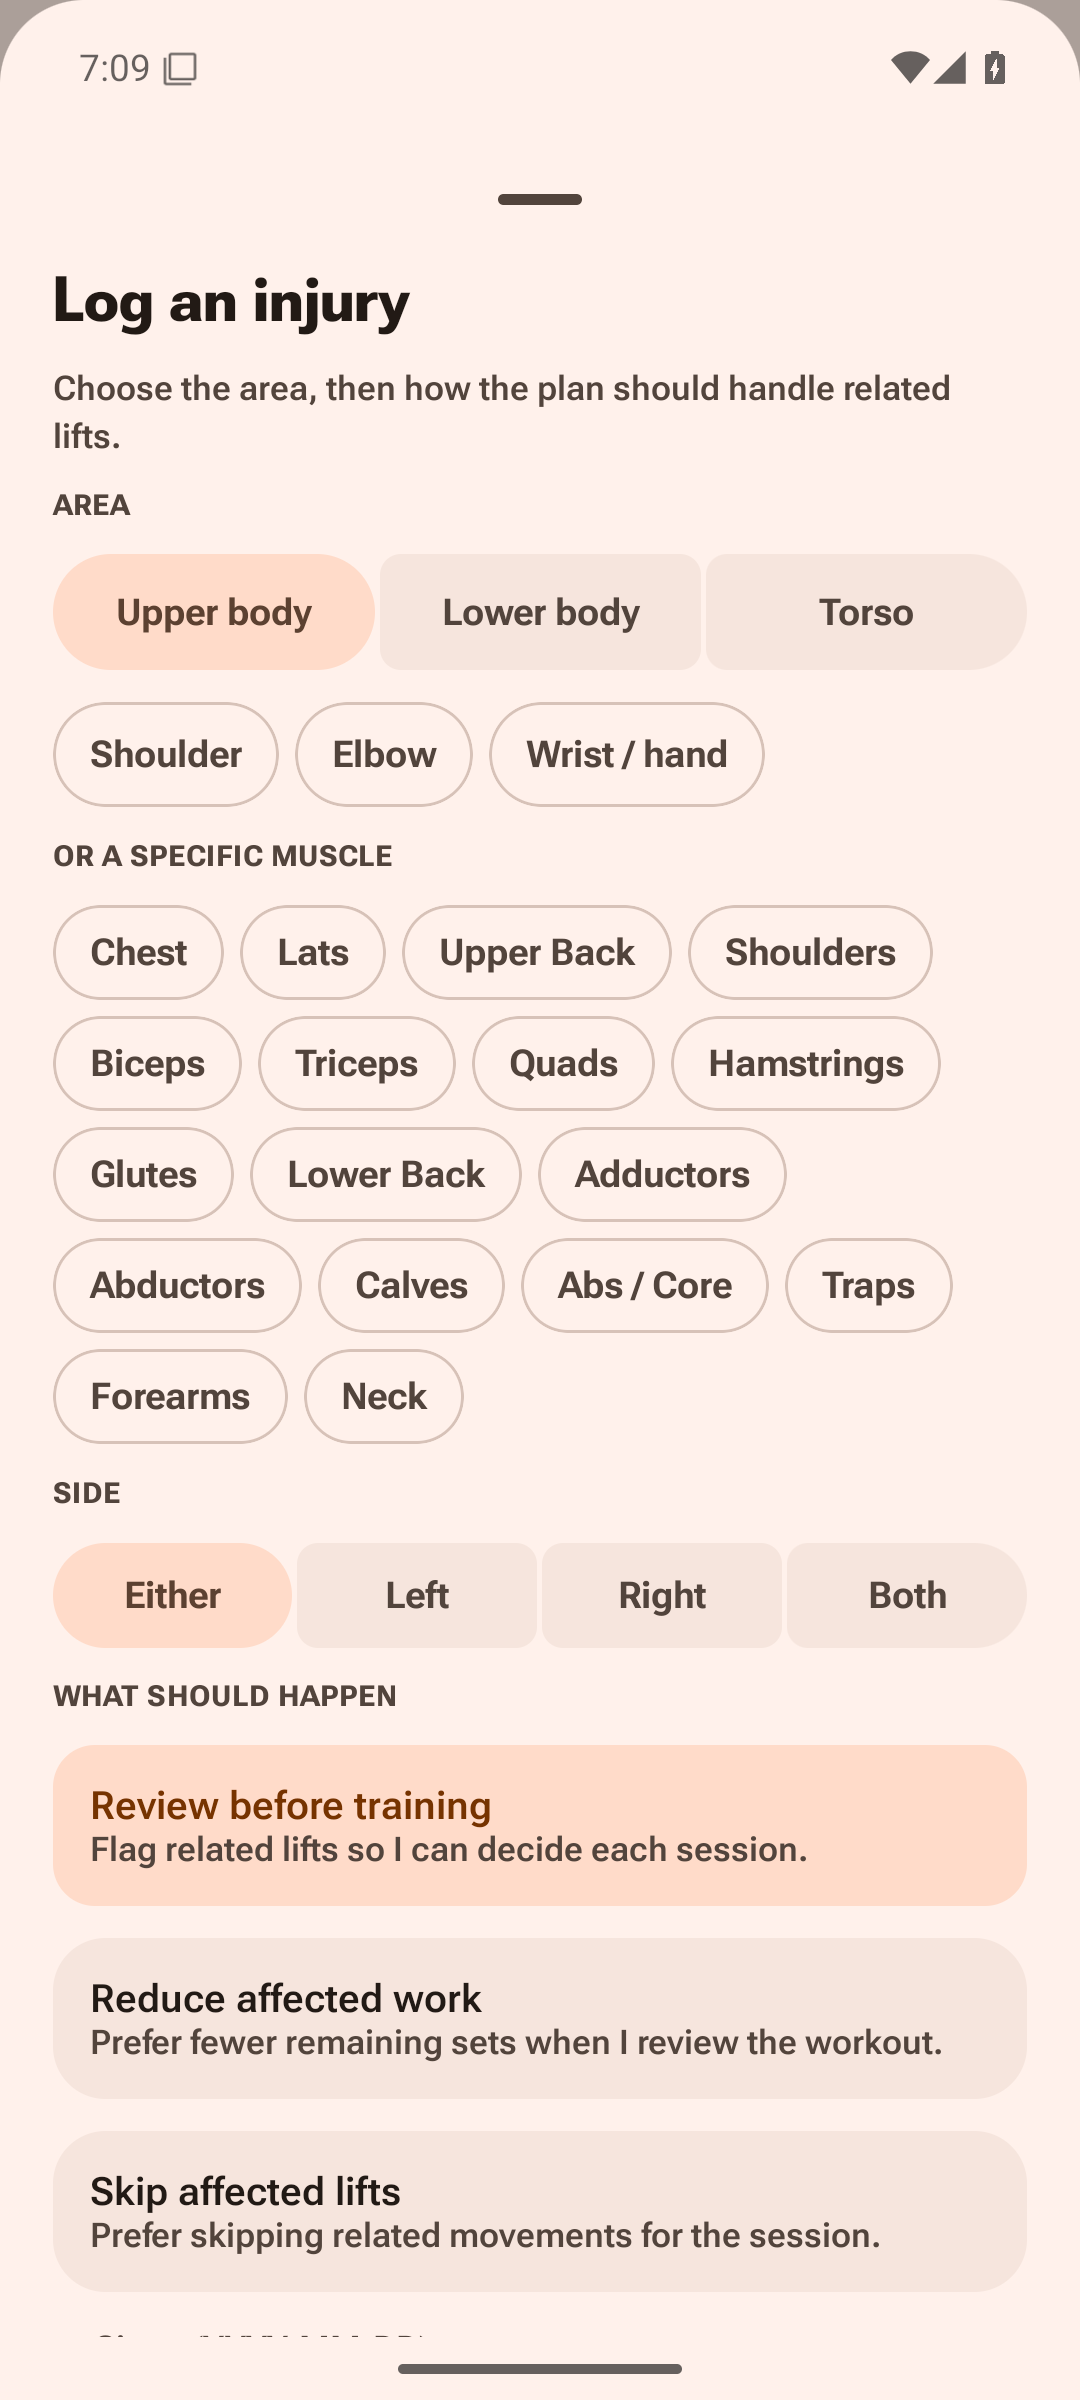 7:09
Log an injury
Choose the area, then how the plan should handle related
lifts.
AREA
Upper body
Lower body
Torso
Shoulder
Elbow
Wrist / hand
OR A SPECIFIC MUSCLE
Chest
Lats
Upper Back
Shoulders
Biceps
Triceps
Quads
Hamstrings
Glutes
Lower Back
Adductors
Abductors
Calves
Abs / Core
Traps
Forearms
Neck
SIDE
Either
Left
Right
Both
WHAT SHOULD HAPPEN
Review before training
Flag related lifts so I can decide each session.
Reduce affected work
Prefer fewer remaining sets when I review the workout.
Skip affected lifts
Prefer skipping related movements for the session.